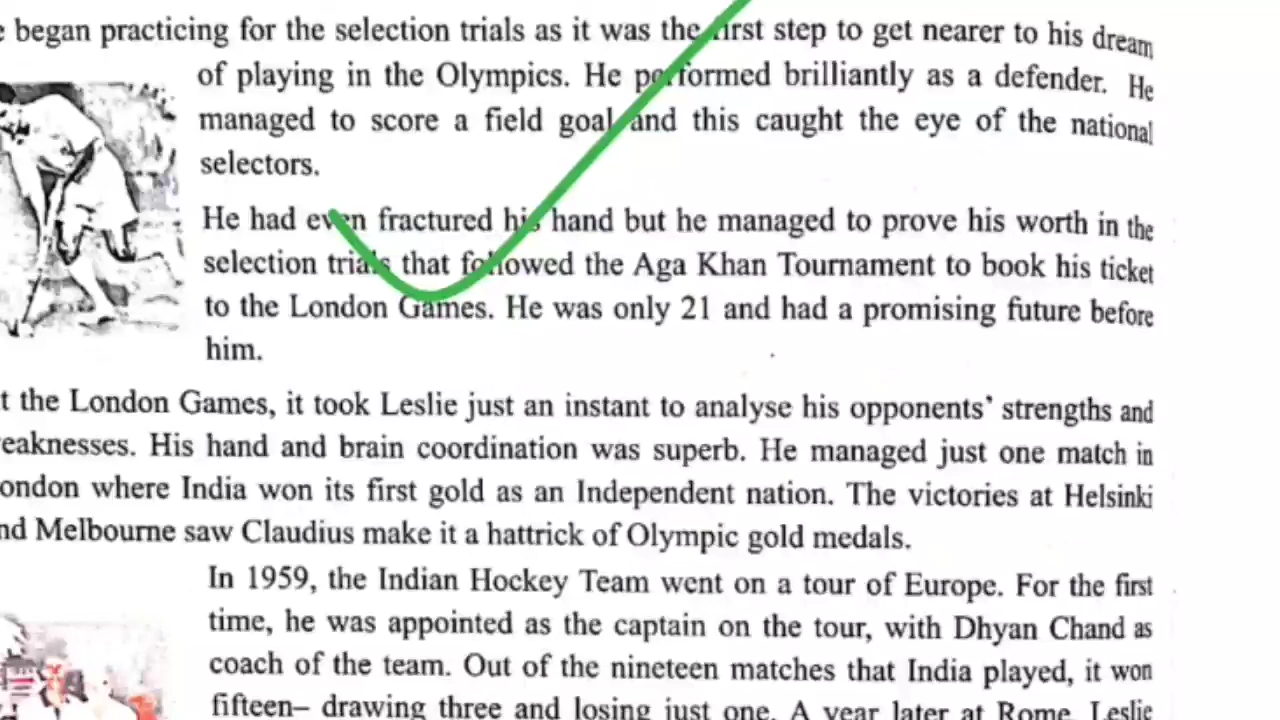 e began practicing for the selection trials as it was the first step to get nearer to his dream
of playing in the Olympics. He performed brilliantly as a defender. He
managed to score a field goal and this caught the eye of the national
selectors.
He had even fractured his hand but he managed to prove his worth in the
selection trials that followed the Aga Khan Tournament to book his ticket
to the London Games. He was only 21 and had a promising future before
him.
t the London Games, it took Leslie just an instant to analyse his opponents' strengths and
eaknesses. His hand and brain coordination was superb. He managed just one match in
ondon where India won its first gold as an Independent nation. The victories at Helsinki
nd Melbourne saw Claudius make it a hattrick of Olympic gold medals.
In 1959, the Indian Hockey Team went on a tour of Europe. For the first
time, he was appointed as the captain on the tour, with Dhyan Chand as
coach of the team. Out of the nineteen matches that India played, it won
fifteen– drawing three and losing just one. A year later at Rome, Leslie